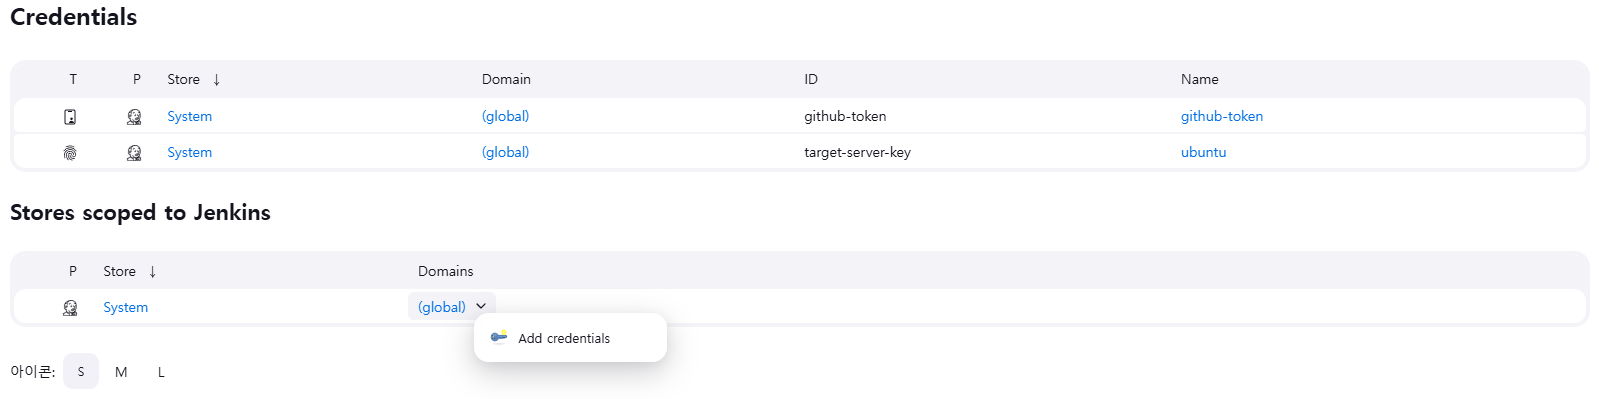 Credentials
T P Store ↓ Domain ID Name
System (global) github-token github-token
System (global) target-server-key ubuntu
Stores scoped to Jenkins
P Store ↓ Domains
System (global)
Add credentials
아이콘: S M L